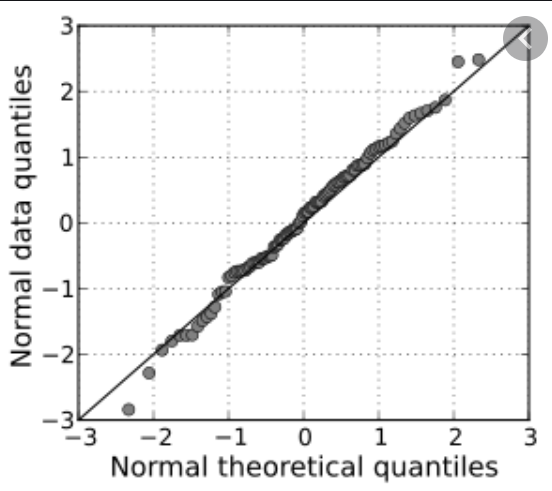 Normal data quantiles
3
2
1
0
−1
−2
−3
−3 −2 −1 0 1 2 3
Normal theoretical quantiles